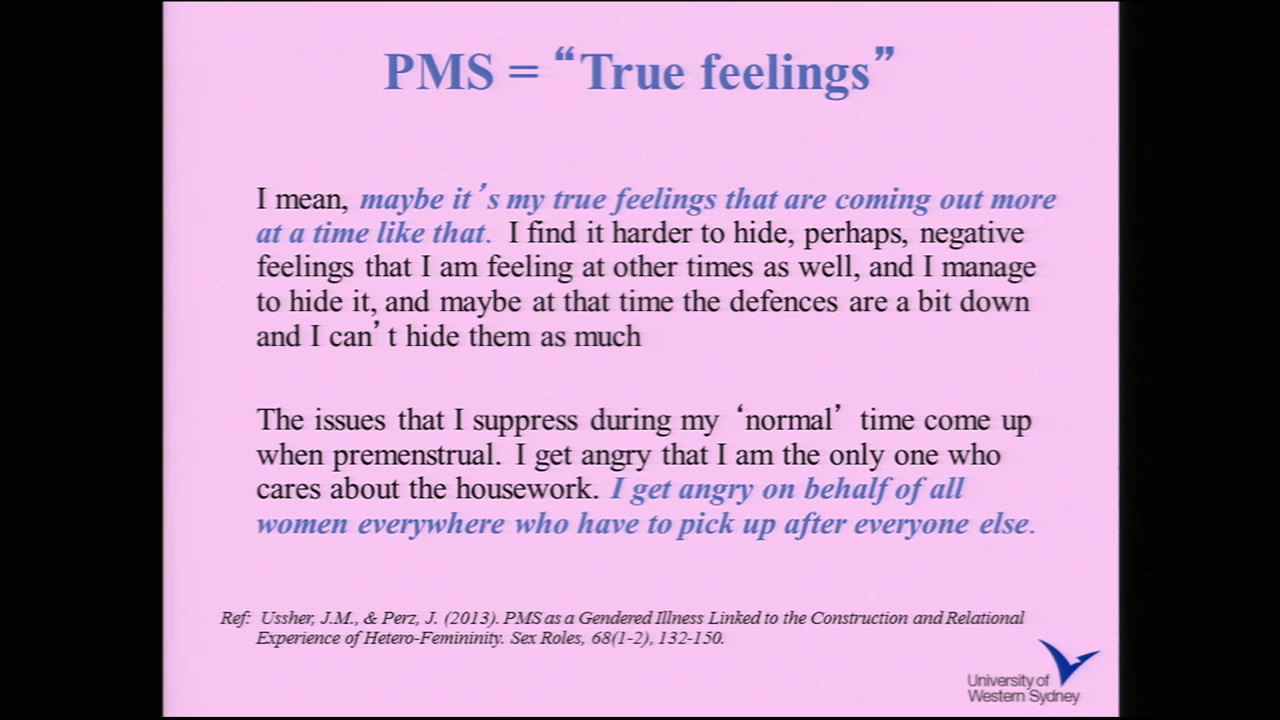 PMS = “True feelings”
I mean, maybe it’s my true feelings that are coming out more
at a time like that. I find it harder to hide, perhaps, negative
feelings that I am feeling at other times as well, and I manage
to hide it, and maybe at that time the defences are a bit down
and I can’ t hide them as much
The issues that I suppress during my ‘normal’ time come up
when premenstrual. I get angry that I am the only one who
cares about the housework. I get angry on behalf of all
women everywhere who have to pick up after everyone else.
Ref: Ussher, J.M., & Perz, J. (2013). PMS as a Gendered Illness Linked to the Construction and Relational
Experience of Hetero-Femininity. Sex Roles, 68(1-2), 132-150.
University of
Western Sydney